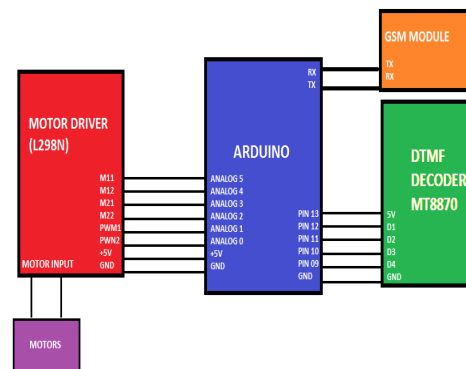 GSM MODULE
TX
RX
RX
TX
MOTOR DRIVER
(L298N)
M11
M12
M21
M22
PWM1
PWM2
+5V
GND
MOTOR INPUT
ARDUINO
ANALOG 5
ANALOG 4
ANALOG 3
ANALOG 2
ANALOG 1
ANALOG 0
+5V
GND
PIN 13
PIN 12
PIN 11
PIN 10
PIN 09
GND
DTMF
DECODER
MT8870
5V
D1
D2
D3
D4
GND
MOTORS